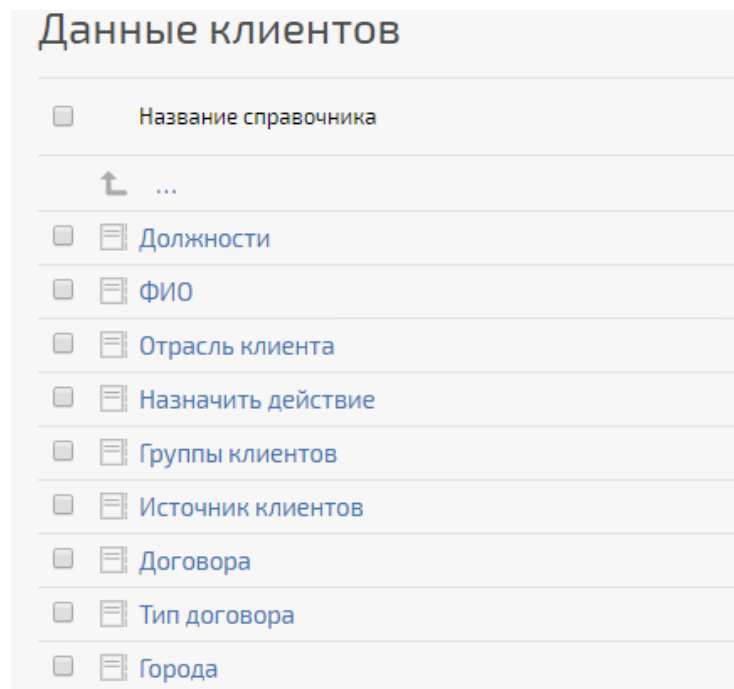 Данные клиентов
Название справочника
...
Должности
ФИО
Отрасль клиента
Назначить действие
Группы клиентов
Источник клиентов
Договора
Тип договора
Города